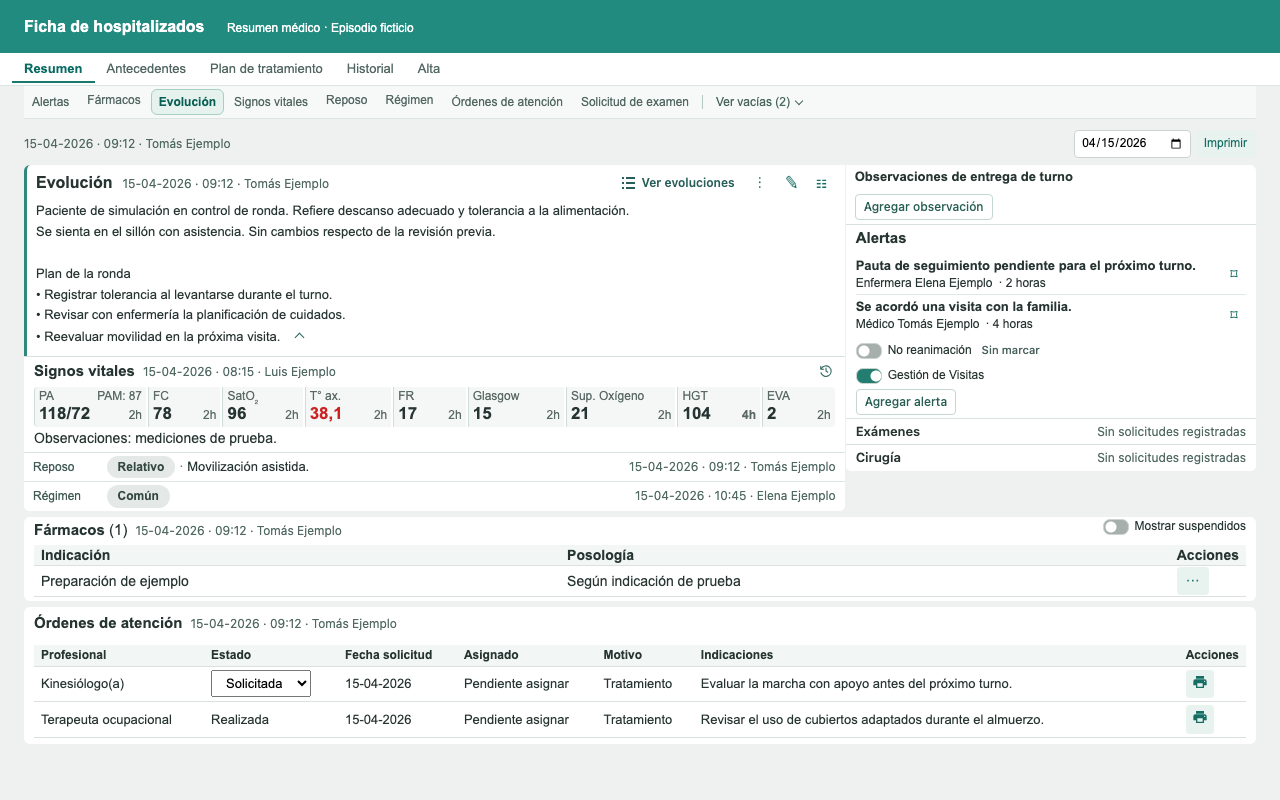 Ficha de hospitalizados Resumen médico · Episodio ficticio
Resumen Antecedentes Plan de tratamiento Historial Alta
Alertas Fármacos Evolución Signos vitales Reposo Régimen Órdenes de atención Solicitud de examen Ver vacías (2)
15-04-2026 · 09:12 · Tomás Ejemplo 04/15/2026 Imprimir
Evolución 15-04-2026 · 09:12 · Tomás Ejemplo Ver evoluciones
Paciente de simulación en control de ronda. Refiere descanso adecuado y tolerancia a la alimentación.
Se sienta en el sillón con asistencia. Sin cambios respecto de la revisión previa.
Plan de la ronda
• Registrar tolerancia al levantarse durante el turno.
• Revisar con enfermería la planificación de cuidados.
• Reevaluar movilidad en la próxima visita.
Signos vitales 15-04-2026 · 08:15 · Luis Ejemplo
PA PAM: 87 FC SatO2 T° ax. FR Glasgow Sup. Oxígeno HGT EVA
118/72 2h 78 2h 96 2h 38,1 2h 17 2h 15 2h 21 2h 104 4h 2 2h
Observaciones: mediciones de prueba.
Reposo Relativo · Movilización asistida. 15-04-2026 · 09:12 · Tomás Ejemplo
Régimen Común 15-04-2026 · 10:45 · Elena Ejemplo
Observaciones de entrega de turno
Agregar observación
Alertas
Pauta de seguimiento pendiente para el próximo turno.
Enfermera Elena Ejemplo · 2 horas
Se acordó una visita con la familia.
Médico Tomás Ejemplo · 4 horas
No reanimación Sin marcar
Gestión de Visitas
Agregar alerta
Exámenes Sin solicitudes registradas
Cirugía Sin solicitudes registradas
Fármacos (1) 15-04-2026 · 09:12 · Tomás Ejemplo Mostrar suspendidos
Indicación Posología Acciones
Preparación de ejemplo Según indicación de prueba ···
Órdenes de atención 15-04-2026 · 09:12 · Tomás Ejemplo
Profesional Estado Fecha solicitud Asignado Motivo Indicaciones Acciones
Kinesiólogo(a) Solicitada 15-04-2026 Pendiente asignar Tratamiento Evaluar la marcha con apoyo antes del próximo turno.
Terapeuta ocupacional Realizada 15-04-2026 Pendiente asignar Tratamiento Revisar el uso de cubiertos adaptados durante el almuerzo.